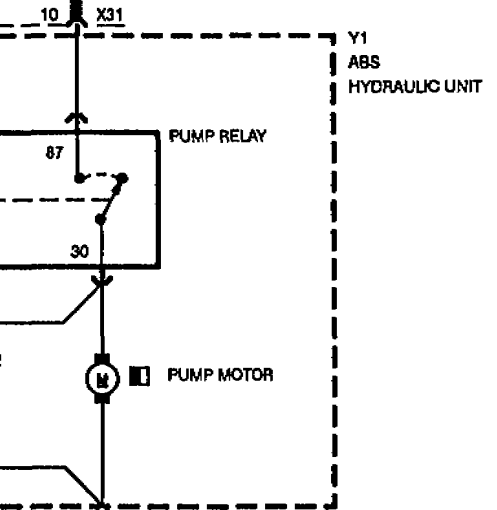 10 X31
Y1
ABS
HYDRAULIC UNIT
PUMP RELAY
87
30
M
PUMP MOTOR